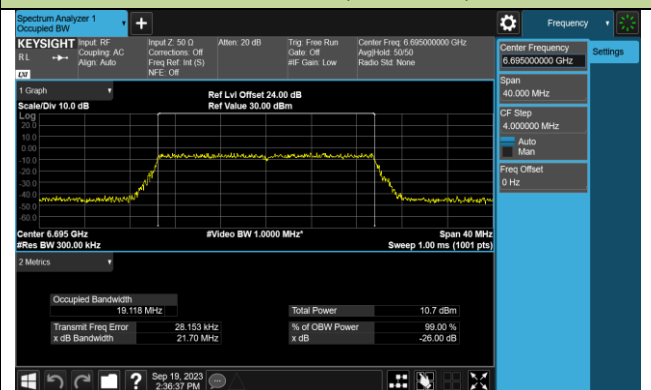 Spectrum Analyzer 1
Occupied BW
Frequency
KEYSIGHT
Input: RF
Input Z: 50 Ω
Atten: 20 dB
Trig: Free Run
Center Freq: 6.695000000 GHz
R L
Coupling: AC
Corrections: Off
Gate: Off
Avg|Hold: 50/50
Align: Auto
Freq Ref: Int (S)
#IF Gain: Low
Radio Std: None
NFE: Off
Center Frequency
6.695000000 GHz
Settings
Span
40.000 MHz
CF Step
4.000000 MHz
Auto
Man
Freq Offset
0 Hz
1 Graph
Ref Lvl Offset 24.00 dB
Scale/Div 10.0 dB
Ref Value 30.00 dBm
Log
20.0
10.0
0.00
-10.0
-20.0
-30.0
-40.0
-50.0
-60.0
Center 6.695 GHz
#Video BW 1.0000 MHz*
Span 40 MHz
#Res BW 300.00 kHz
Sweep 1.00 ms (1001 pts)
2 Metrics
Occupied Bandwidth
19.118 MHz
Total Power
10.7 dBm
Transmit Freq Error
28.153 kHz
% of OBW Power
99.00 %
x dB Bandwidth
21.70 MHz
x dB
-26.00 dB
Sep 19, 2023
2:36:37 PM